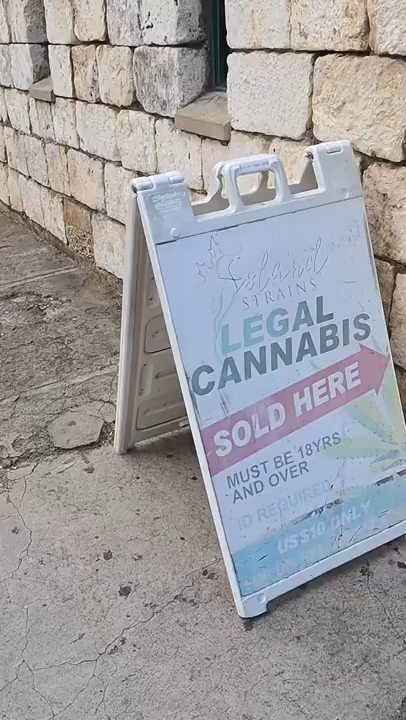 Island
STRAINS
LEGAL
CANNABIS
SOLD HERE
MUST BE 18YRS
AND OVER
ID REQUIRED
US$10 ONLY